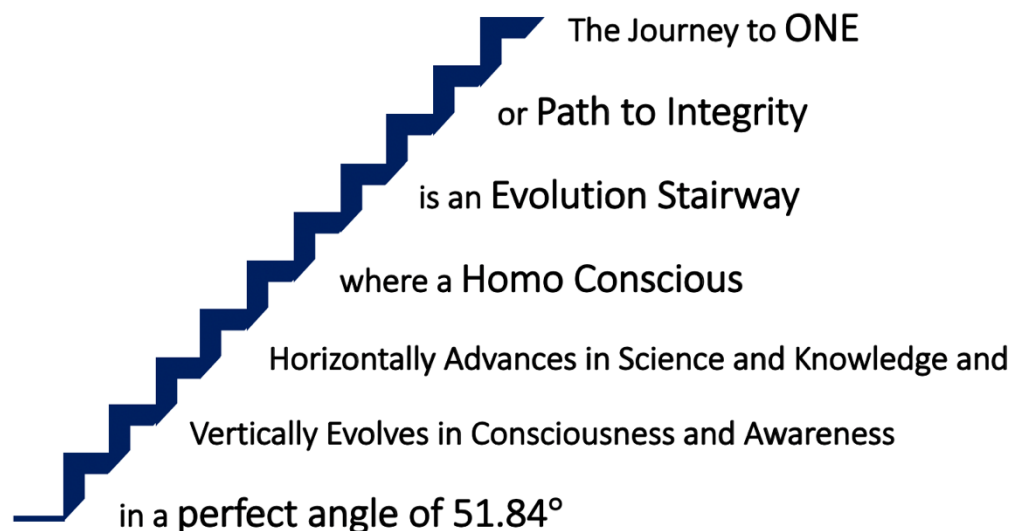 The Journey to ONE
or Path to Integrity
is an Evolution Stairway
where a Homo Conscious
Horizontally Advances in Science and Knowledge and
Vertically Evolves in Consciousness and Awareness
in a perfect angle of 51.84°